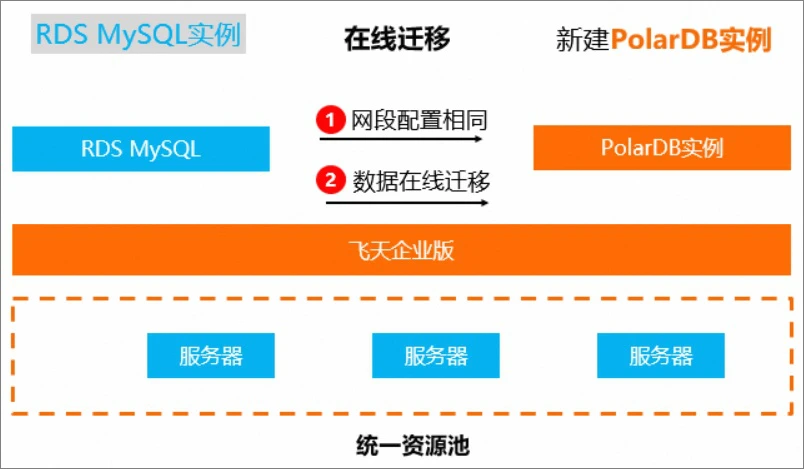 RDS MySQL实例
在线迁移
新建PolarDB实例
1 网段配置相同
RDS MySQL
PolarDB实例
2 数据在线迁移
飞天企业版
服务器
服务器
服务器
统一资源池